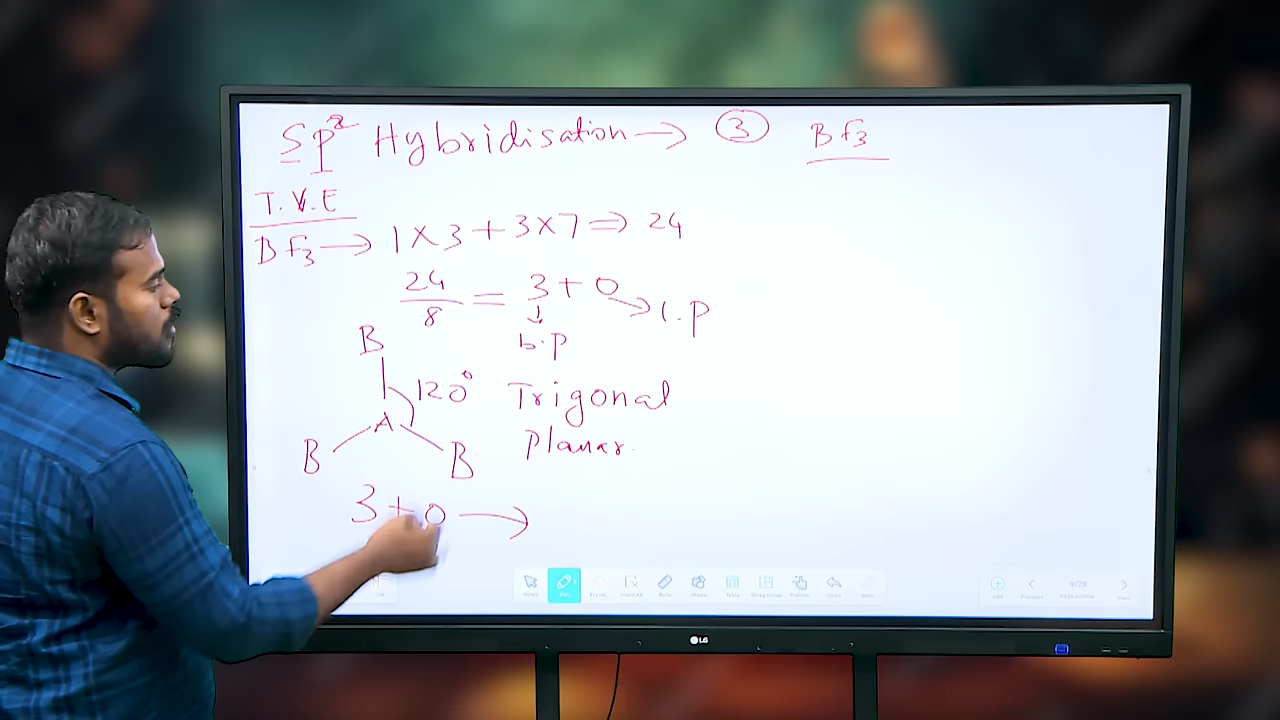 Sp² Hybridisation → ③ Bf₃
T.V.E
Bf₃ → 1×3+3×7 ⇒ 24
24/8 = 3+0 → l.p
↓
b.p
B
120° Trigonal
A
B B planar.
3+0 →
LG